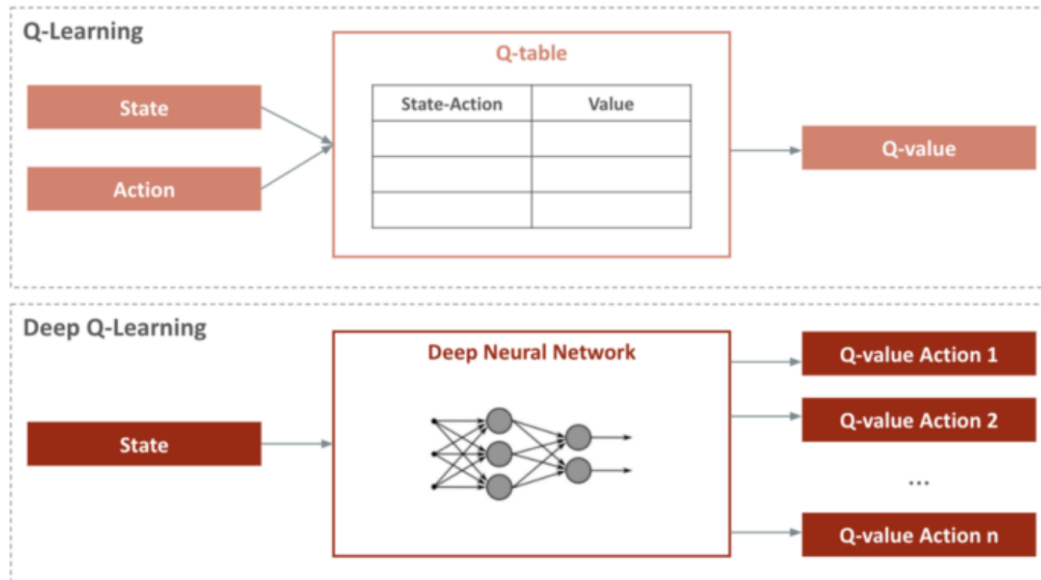 Q-Learning
Q-table
State-Action Value
State
Action
Q-value
Deep Q-Learning
Deep Neural Network
State
Q-value Action 1
Q-value Action 2
...
Q-value Action n